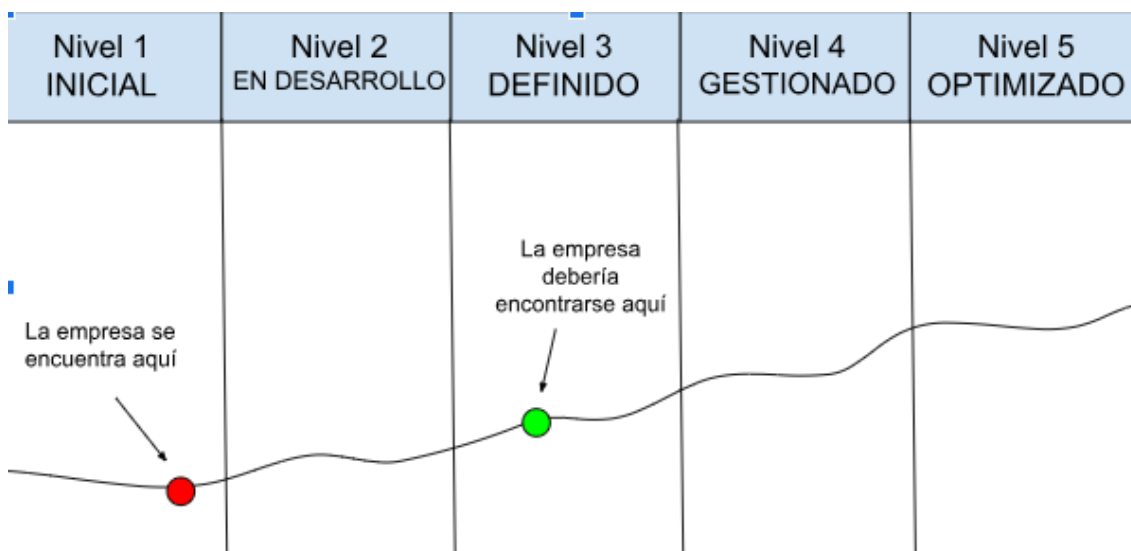 Nivel 1
INICIAL
Nivel 2
EN DESARROLLO
Nivel 3
DEFINIDO
Nivel 4
GESTIONADO
Nivel 5
OPTIMIZADO
La empresa
debería
encontrarse aquí
La empresa se
encuentra aquí